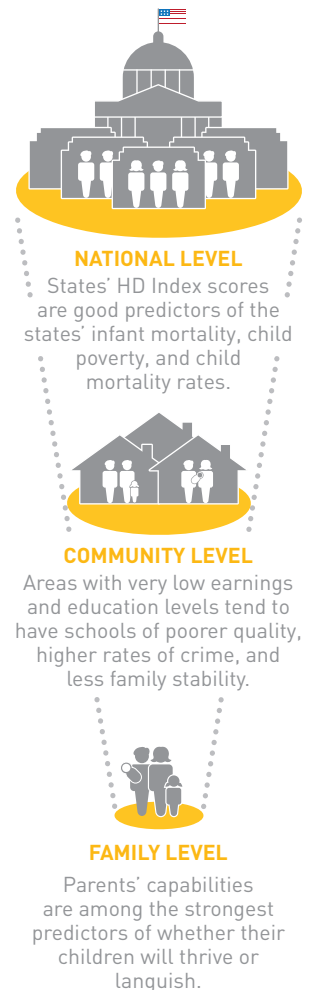 NATIONAL LEVEL
States’ HD Index scores
are good predictors of the
states’ infant mortality, child
poverty, and child
mortality rates.
COMMUNITY LEVEL
Areas with very low earnings
and education levels tend to
have schools of poorer quality,
higher rates of crime, and
less family stability.
FAMILY LEVEL
Parents’ capabilities
are among the strongest
predictors of whether their
children will thrive or
languish.